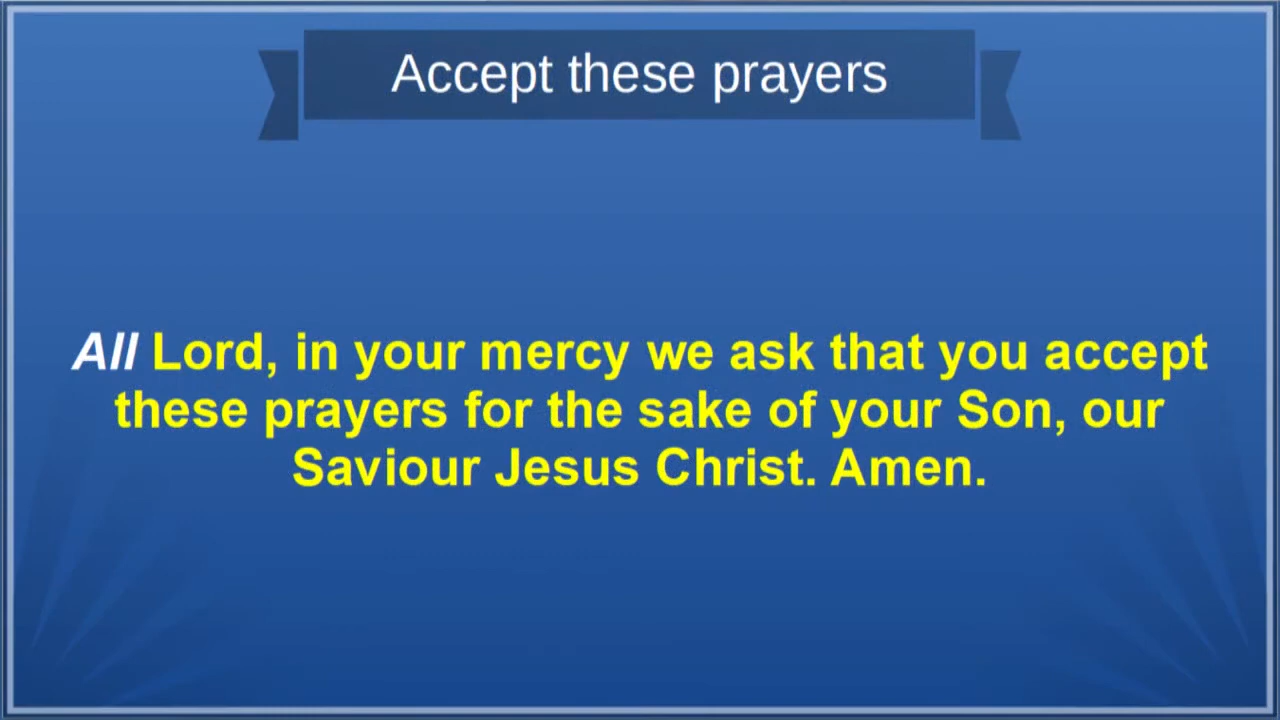 Accept these prayers
All Lord, in your mercy we ask that you accept
these prayers for the sake of your Son, our
Saviour Jesus Christ. Amen.